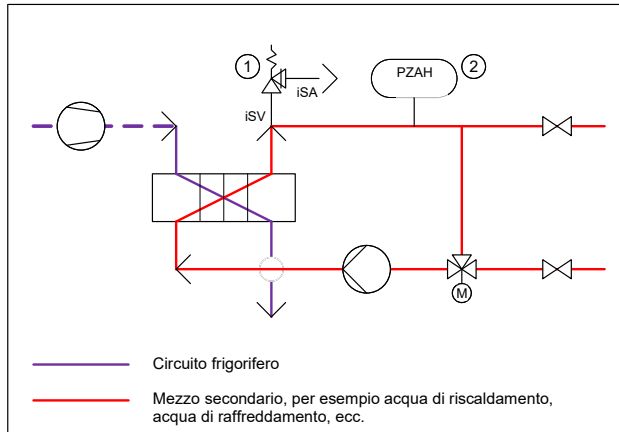 1
PZAH
2
iSA
iSV
M
Circuito frigorifero
Mezzo secondario, per esempio acqua di riscaldamento,
acqua di raffreddamento, ecc.